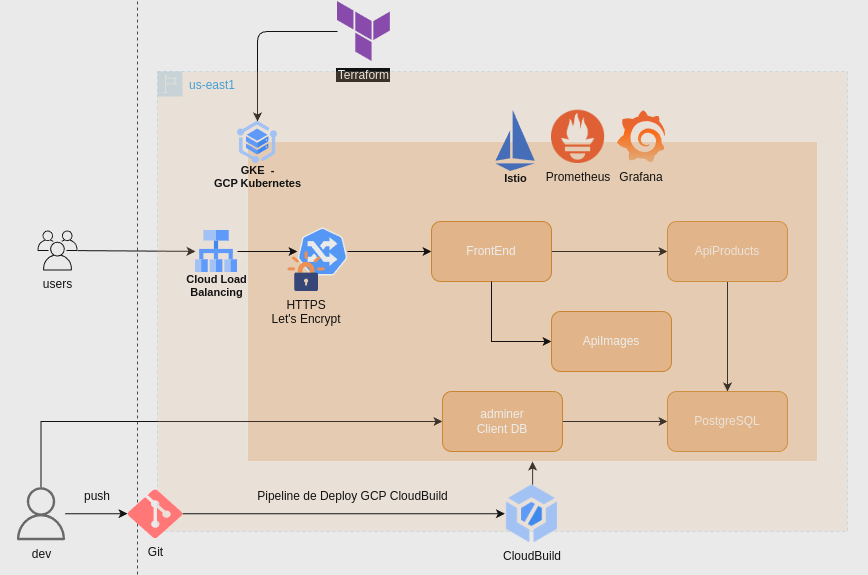 Terraform
us-east1
GKE -
GCP Kubernetes
Istio
Prometheus
Grafana
users
Cloud Load
Balancing
HTTPS
Let's Encrypt
FrontEnd
ApiProducts
ApiImages
adminer
Client DB
PostgreSQL
push
Pipeline de Deploy GCP CloudBuild
dev
Git
CloudBuild